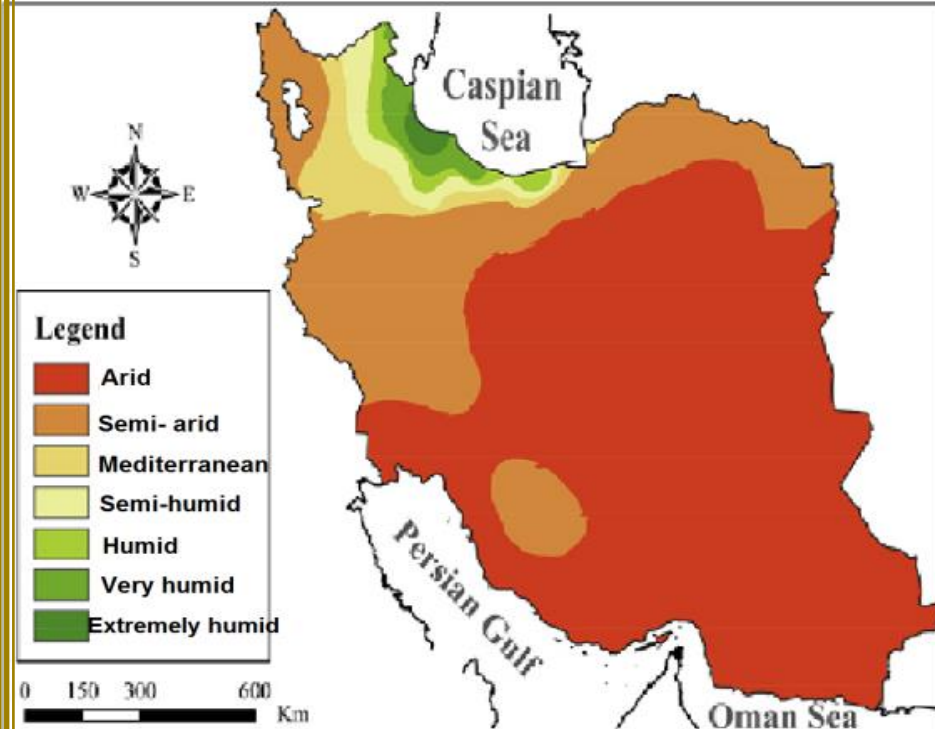 Caspian
Sea
N
W
E
S
Legend
Arid
Semi- arid
Mediterranean
Semi-humid
Humid
Very humid
Extremely humid
Persian Gulf
0 150 300 600
Km
Oman Sea